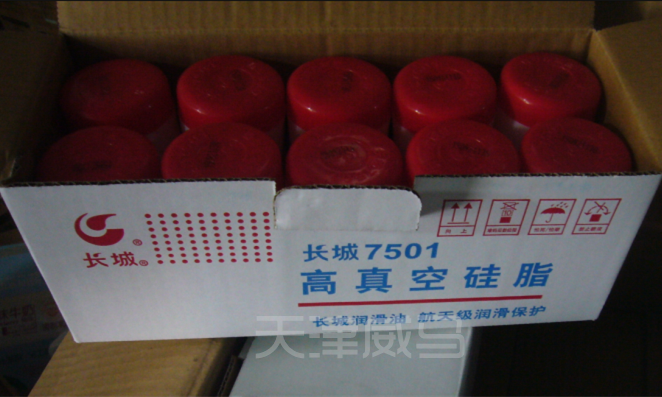 长城®
长城7501
高真空硅脂
长城润滑油 航天级润滑保护
向上
天津威马